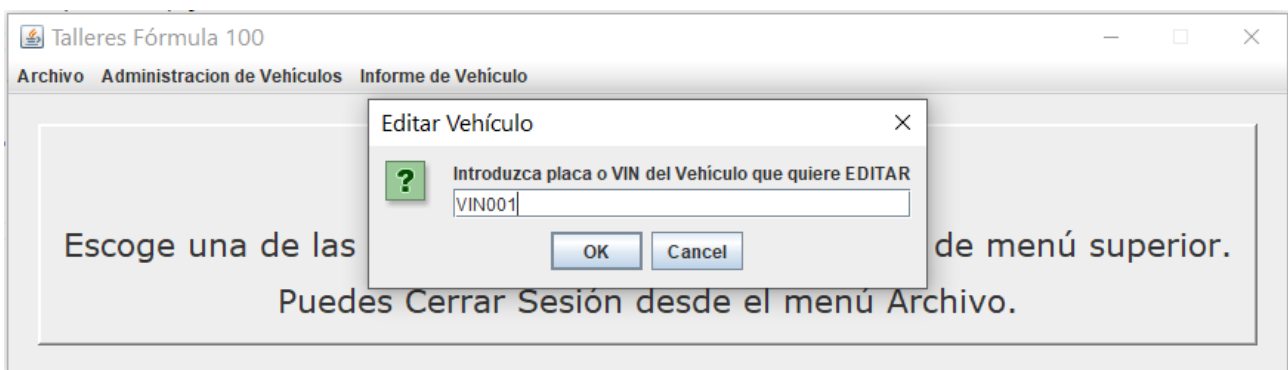 Talleres Fórmula 100
Archivo Administracion de Vehículos Informe de Vehículo
Editar Vehículo
?
Introduzca placa o VIN del Vehículo que quiere EDITAR
VIN001
OK Cancel
Escoge una de las de menú superior.
Puedes Cerrar Sesión desde el menú Archivo.